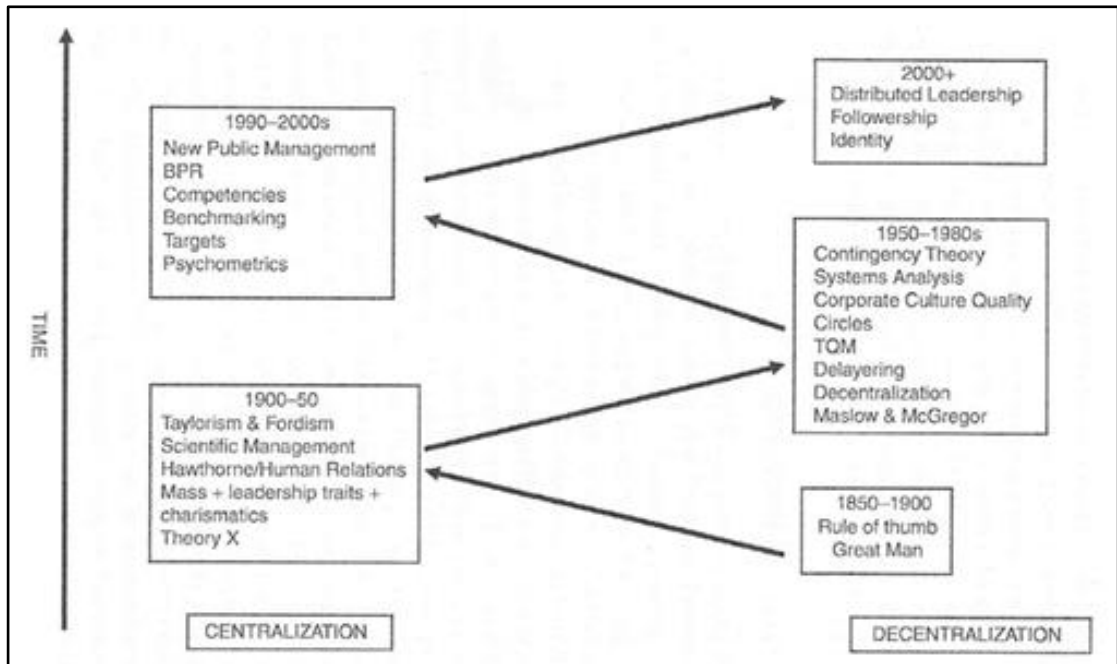 2000+
Distributed Leadership
Followership
Identity
1990–2000s
New Public Management
BPR
Competencies
Benchmarking
Targets
Psychometrics
1950–1980s
Contingency Theory
Systems Analysis
Corporate Culture Quality
Circles
TQM
Delayering
Decentralization
Maslow & McGregor
TIME
1900–50
Taylorism & Fordism
Scientific Management
Hawthorne/Human Relations
Mass + leadership traits +
charismatics
Theory X
1850–1900
Rule of thumb
Great Man
CENTRALIZATION
DECENTRALIZATION